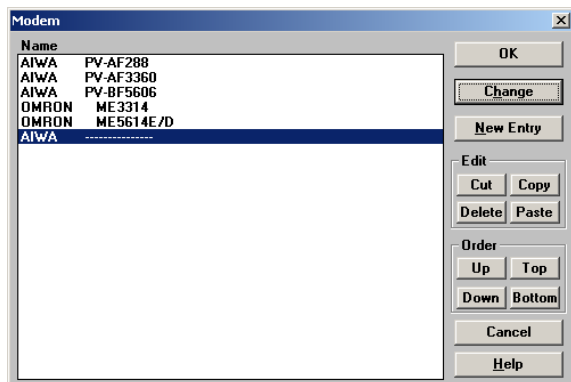 Modem
Name
AIWA PV-AF288
AIWA PV-AF3360
AIWA PV-BF5606
OMRON ME3314
OMRON ME5614E/D
AIWA ---------------
OK
Change
New Entry
Edit
Cut Copy
Delete Paste
Order
Up Top
Down Bottom
Cancel
Help